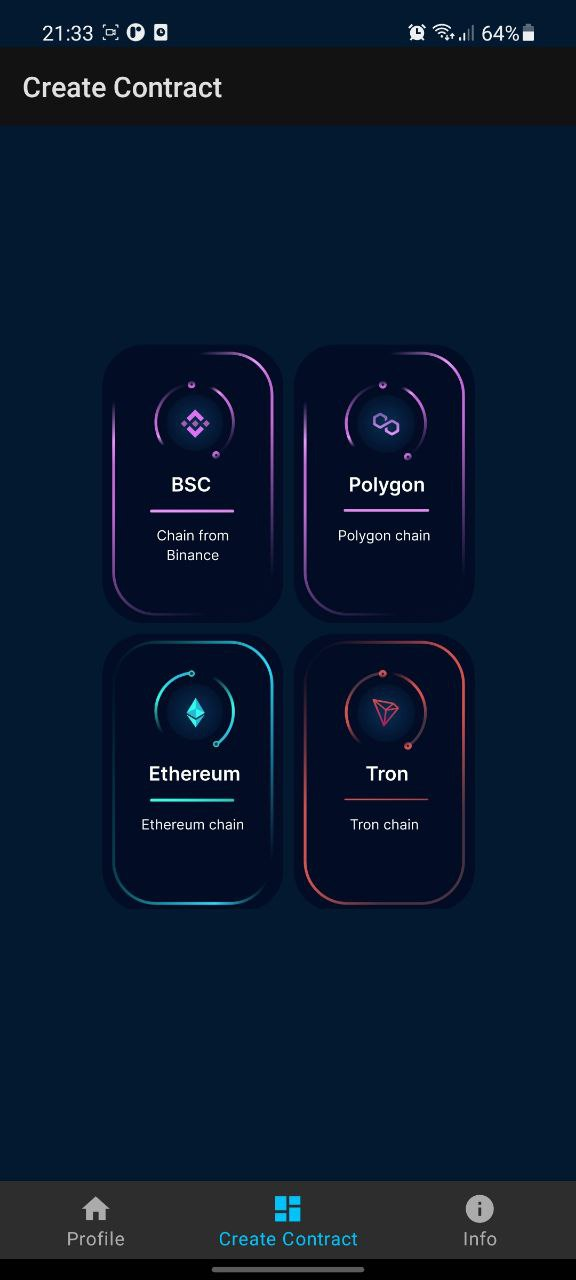 21:33
64%
Create Contract
BSC
Chain from
Binance
Polygon
Polygon chain
Ethereum
Ethereum chain
Tron
Tron chain
Profile
Create Contract
Info